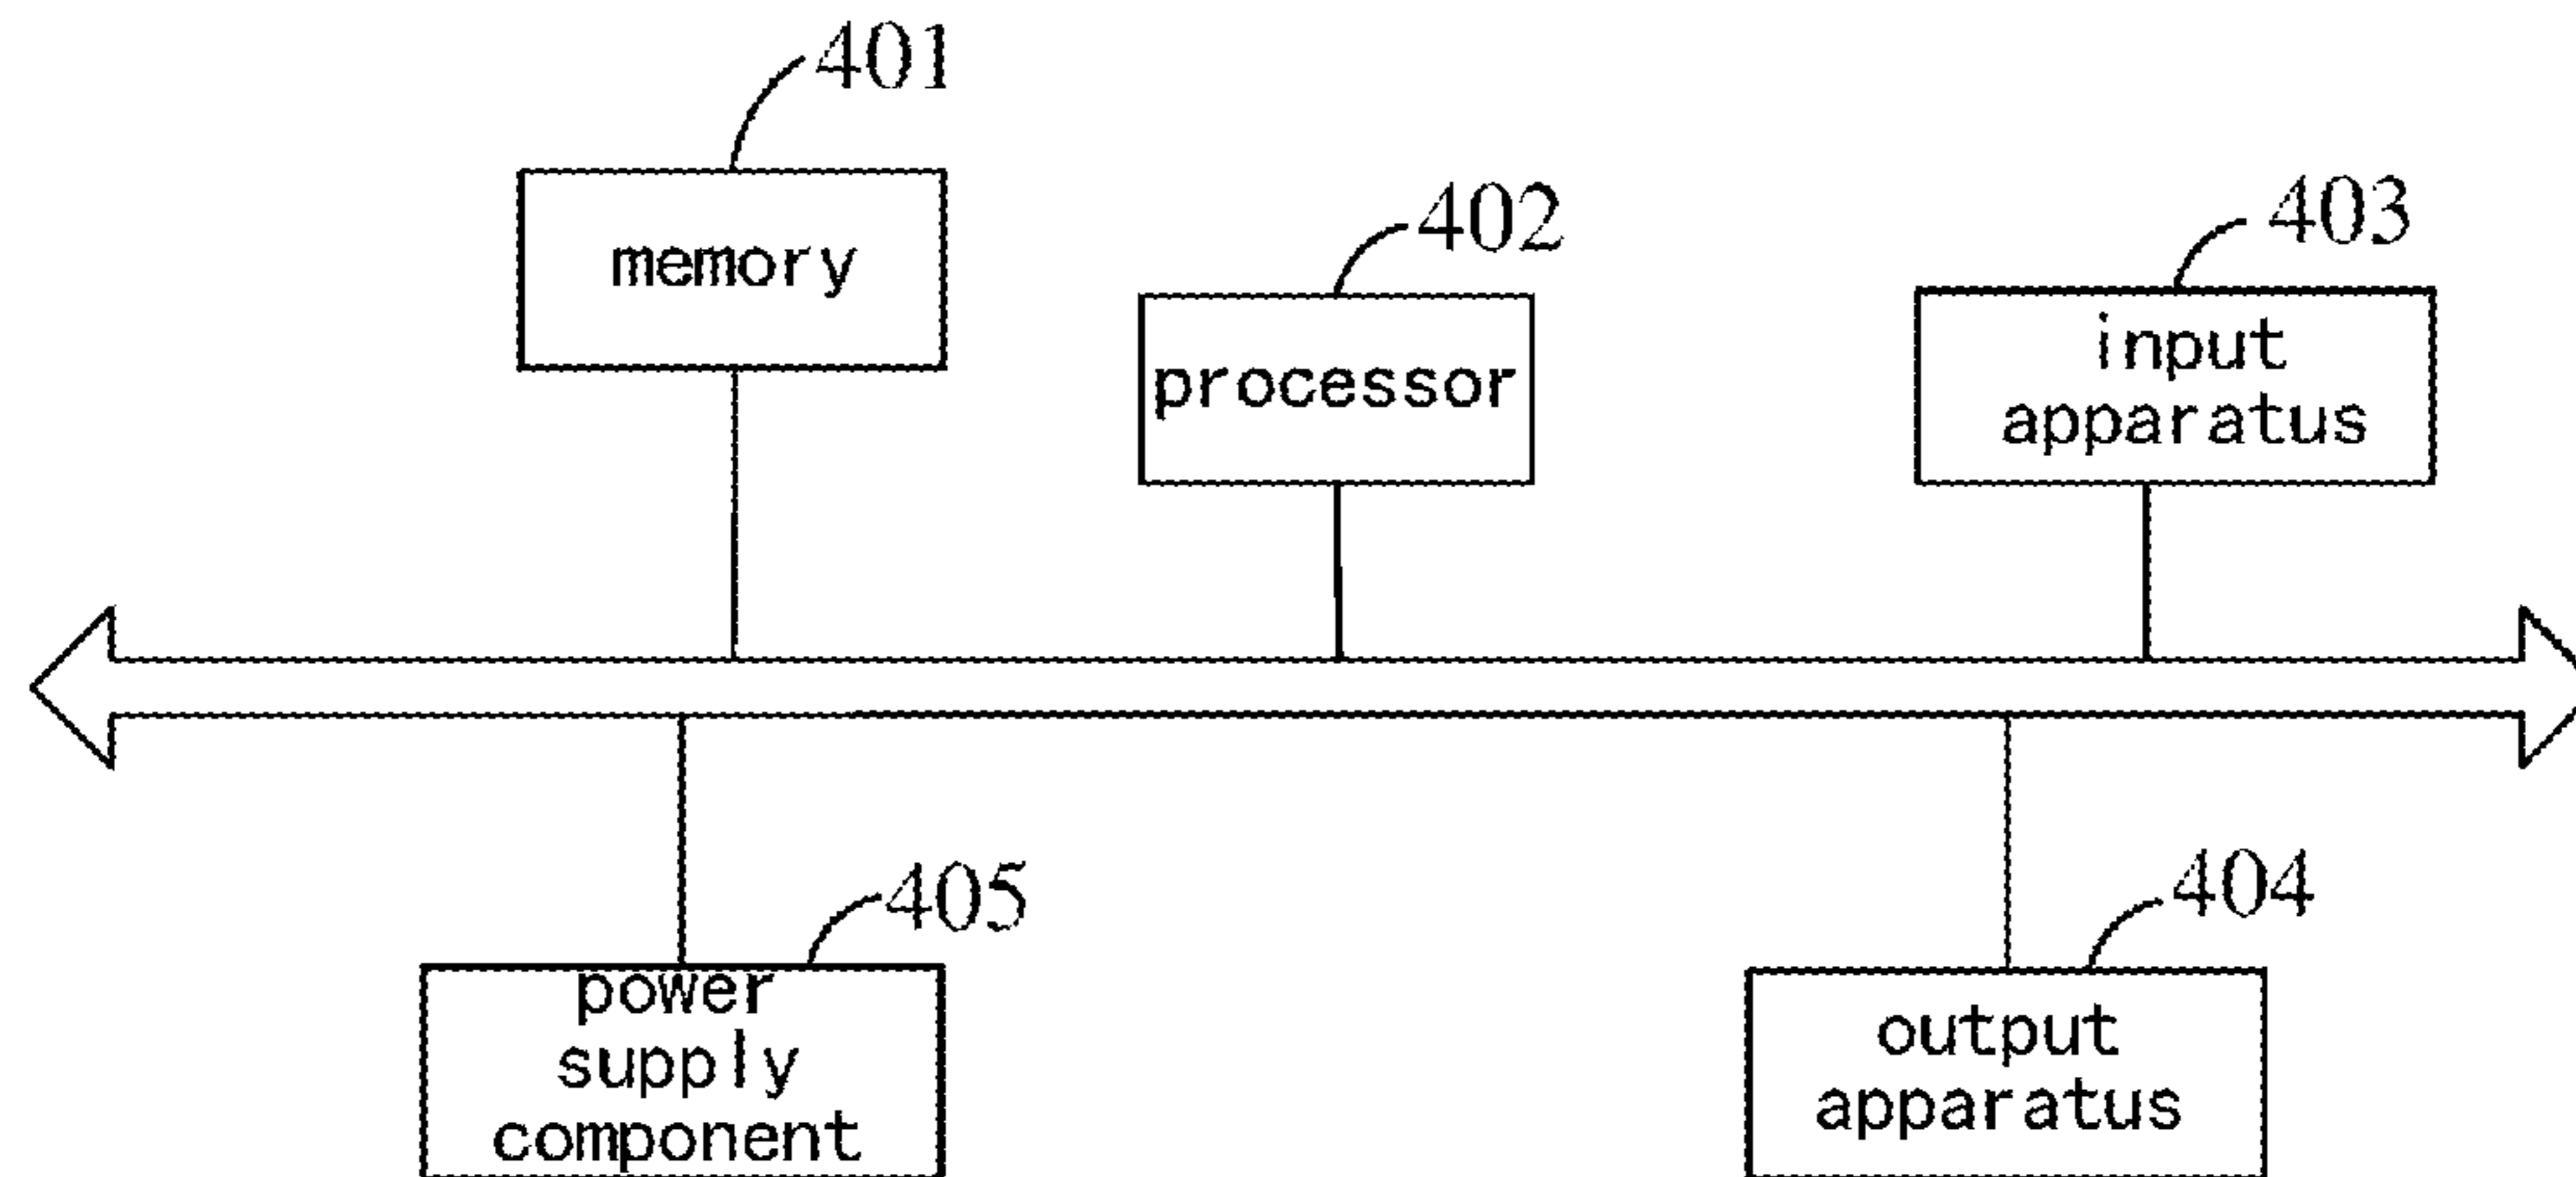 401
memory
402
processor
403
input
apparatus
405
power
supply
component
404
output
apparatus